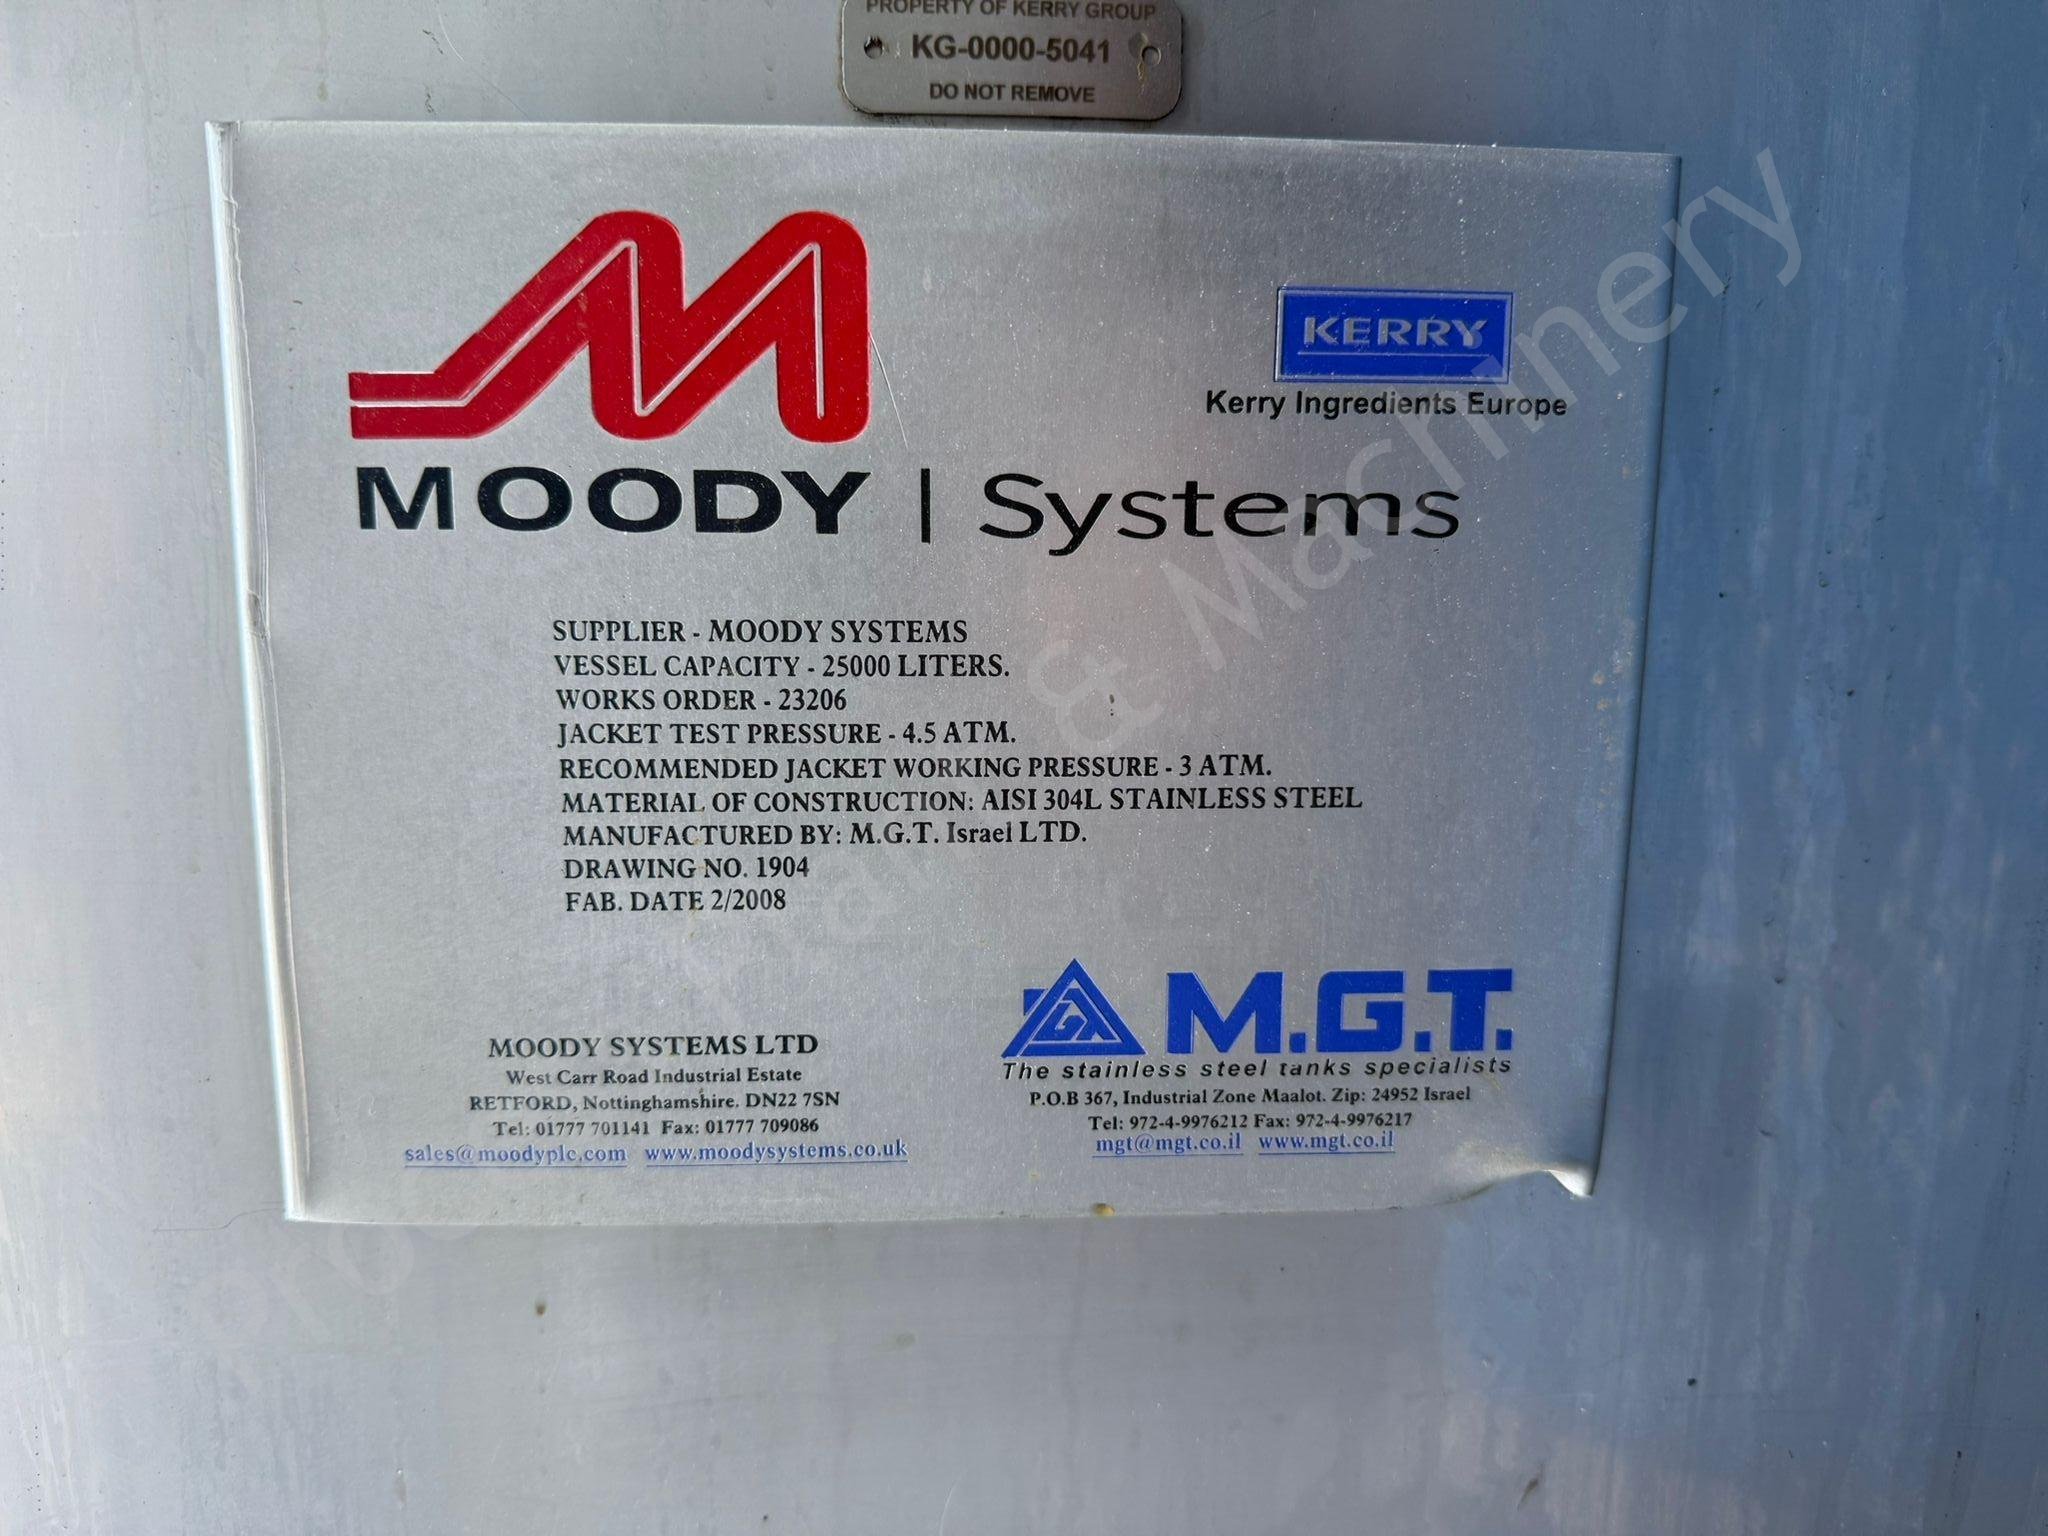 PROPERTY OF KERRY GROUP
KG-0000-5041
DO NOT REMOVE
KERRY
Kerry Ingredients Europe
MOODY | Systems
SUPPLIER - MOODY SYSTEMS
VESSEL CAPACITY - 25000 LITERS.
WORKS ORDER - 23206
JACKET TEST PRESSURE - 4.5 ATM.
RECOMMENDED JACKET WORKING PRESSURE - 3 ATM.
MATERIAL OF CONSTRUCTION: AISI 304L STAINLESS STEEL
MANUFACTURED BY: M.G.T. Israel LTD.
DRAWING NO. 1904
FAB. DATE 2/2008
MOODY SYSTEMS LTD
West Carr Road Industrial Estate
RETFORD, Nottinghamshire. DN22 7SN
Tel: 01777 701141 Fax: 01777 709086
sales@moodyplc.com www.moodysystems.co.uk
M.G.T.
The stainless steel tanks specialists
P.O.B 367, Industrial Zone Maalot. Zip: 24952 Israel
Tel: 972-4-9976212 Fax: 972-4-9976217
mgt@mgt.co.il www.mgt.co.il
& Machinery